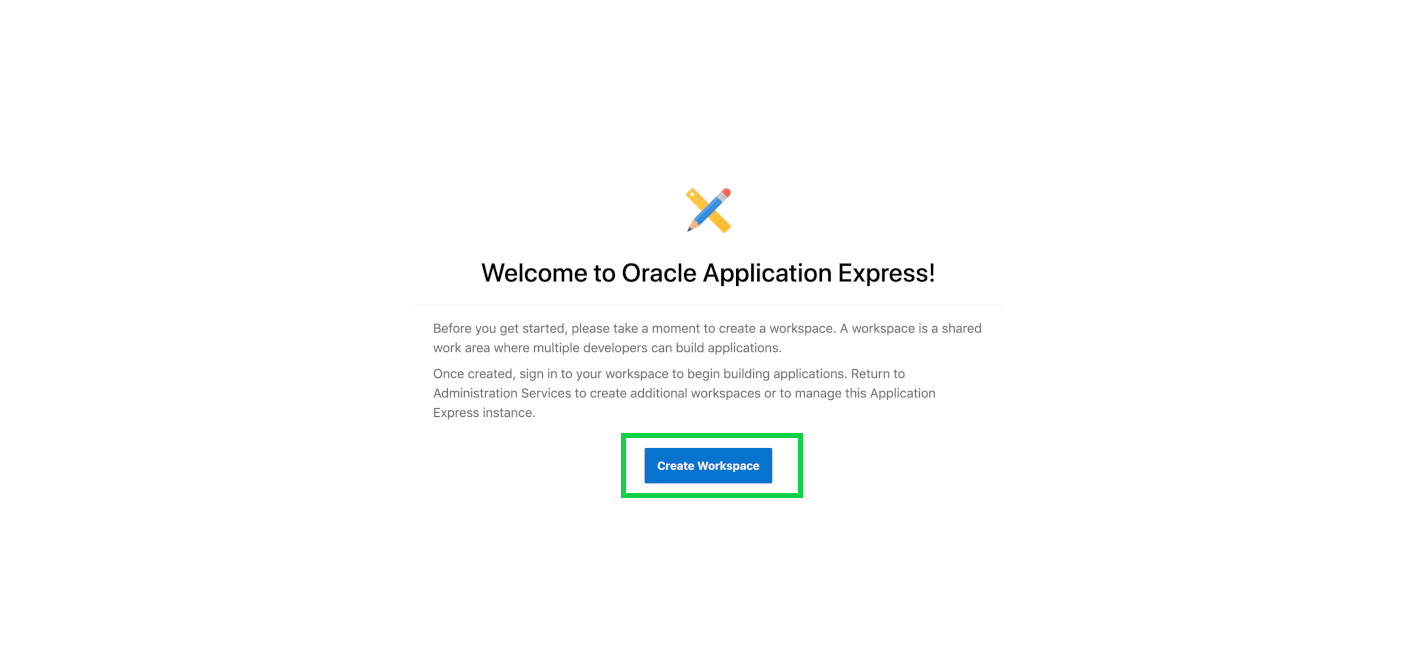 Welcome to Oracle Application Express!
Before you get started, please take a moment to create a workspace. A workspace is a shared
work area where multiple developers can build applications.
Once created, sign in to your workspace to begin building applications. Return to
Administration Services to create additional workspaces or to manage this Application
Express instance.
Create Workspace